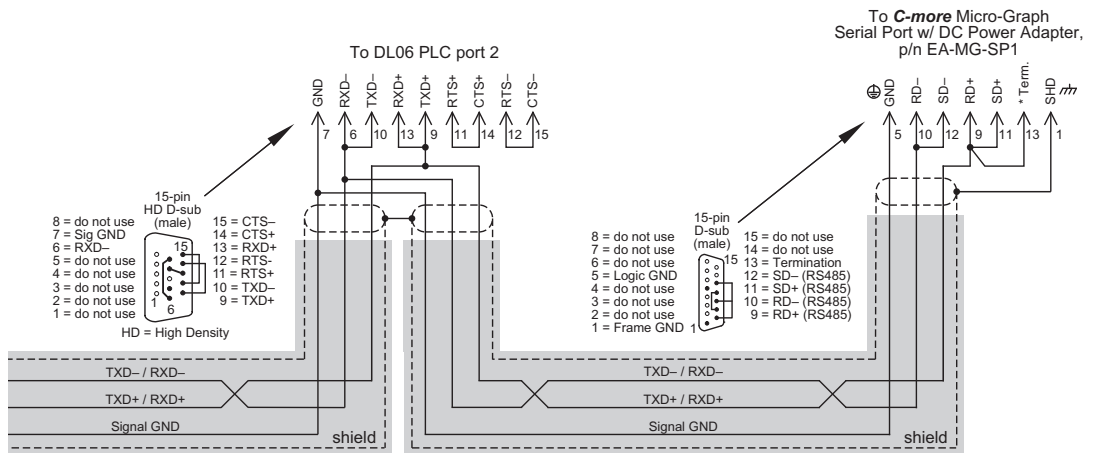 To C-more Micro-Graph
Serial Port w/ DC Power Adapter,
p/n EA-MG-SP1
To DL06 PLC port 2
GND
RXD–
TXD–
RXD+
TXD+
RTS+
CTS+
RTS–
CTS–
7 6 10 13 9 11 14 12 15
GND
RD–
SD–
RD+
SD+
* Term.
SHD
5 10 12 9 11 13 1
15-pin
HD D-sub
(male)
8 = do not use
7 = Sig GND
6 = RXD–
5 = do not use
4 = do not use
3 = do not use
2 = do not use
1 = do not use
15
1
6
15 = CTS–
14 = CTS+
13 = RXD+
12 = RTS-
11 = RTS+
10 = TXD–
9 = TXD+
HD = High Density
15-pin
D-sub
(male)
8 = do not use
7 = do not use
6 = do not use
5 = Logic GND
4 = do not use
3 = do not use
2 = do not use
1 = Frame GND
15
1
15 = do not use
14 = do not use
13 = Termination
12 = SD– (RS485)
11 = SD+ (RS485)
10 = RD– (RS485)
9 = RD+ (RS485)
TXD– / RXD–
TXD+ / RXD+
Signal GND
shield
TXD– / RXD–
TXD+ / RXD+
Signal GND
shield